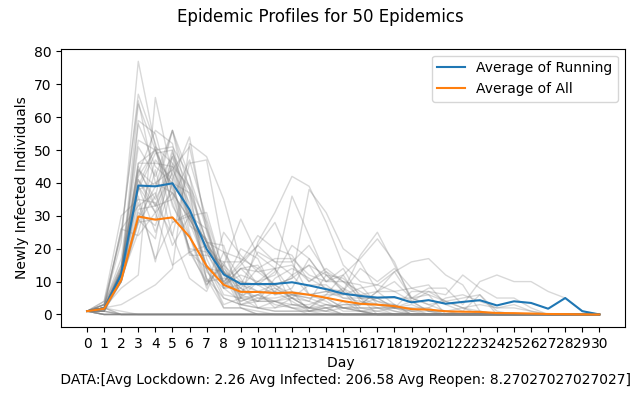 Epidemic Profiles for 50 Epidemics
Newly Infected Individuals
80
70
60
50
40
30
20
10
0
Average of Running
Average of All
0 1 2 3 4 5 6 7 8 9 10 11 12 13 14 15 16 17 18 19 20 21 22 23 24 25 26 27 28 29 30
Day
DATA:[Avg Lockdown: 2.26 Avg Infected: 206.58 Avg Reopen: 8.27027027027027]